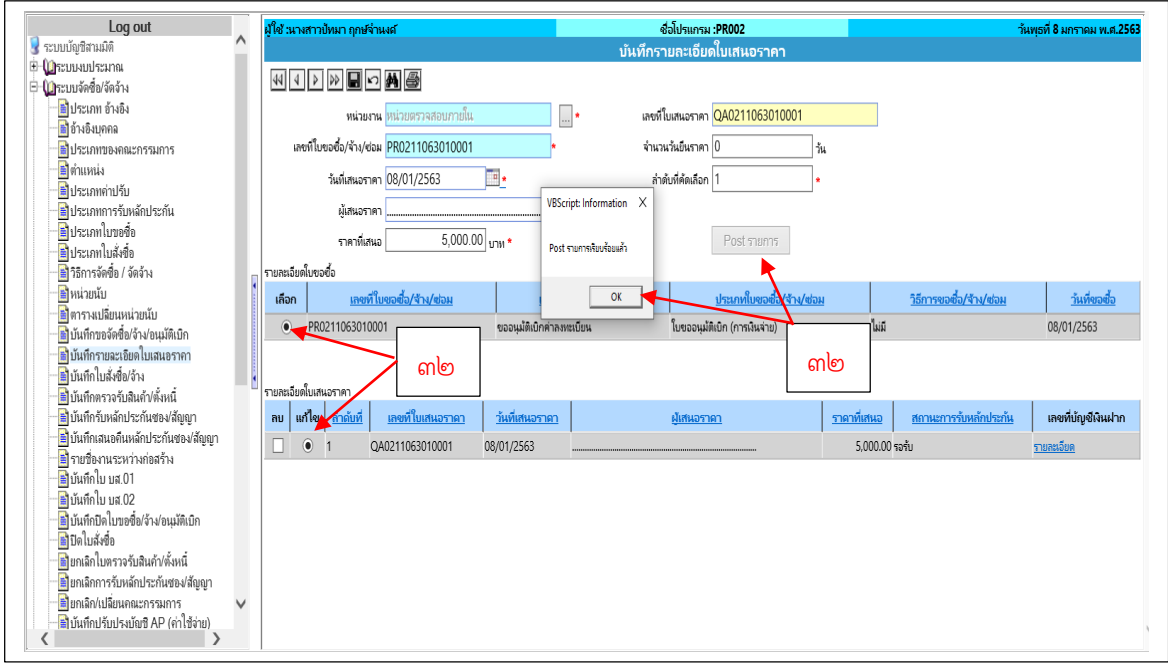 Log out
ระบบบัญชีสามมิติ
ระบบงบประมาณ
ระบบจัดซื้อ/จัดจ้าง
ประเภท อ้างอิง
อ้างอิงบุคคล
ประเภทของคณะกรรมการ
ตำแหน่ง
ประเภทค่าปรับ
ประเภทการรับหลักประกัน
ประเภทใบขอซื้อ
ประเภทใบสั่งซื้อ
วิธีการจัดซื้อ / จัดจ้าง
หน่วยนับ
ตารางเปลี่ยนหน่วยนับ
บันทึกขอจัดซื้อ/จ้าง/อนุมัติเบิก
บันทึกรายละเอียดใบเสนอราคา
บันทึกใบสั่งซื้อ/จ้าง
บันทึกตรวจรับสินค้า/ตั้งหนี้
บันทึกรับหลักประกันซอง/สัญญา
บันทึกเสนอคืนหลักประกันซอง/สัญญา
รายชื่องานระหว่างก่อสร้าง
บันทึกใบ บส.01
บันทึกใบ บส.02
บันทึกปิดใบขอซื้อ/จ้าง/อนุมัติเบิก
ปิดใบสั่งซื้อ
ยกเลิกใบตรวจรับสินค้า/ตั้งหนี้
ยกเลิกการรับหลักประกันซอง/สัญญา
ยกเลิก/เปลี่ยนคณะกรรมการ
บันทึกปรับปรุงบัญชี AP (ค่าใช้จ่าย)
ผู้ใช้ :นางสาวปัทมา ฤกษ์จำนงค์ ชื่อโปรแกรม :PR002 วันพุธที่ 8 มกราคม พ.ศ.2563
บันทึกรายละเอียดใบเสนอราคา
หน่วยงาน หน่วยตรวจสอบภายใน ... * เลขที่ใบเสนอราคา QA0211063010001
เลขที่ใบขอซื้อ/จ้าง/ซ่อม PR0211063010001 * จำนวนวันยืนราคา 0 วัน
วันที่เสนอราคา 08/01/2563 * ลำดับที่คัดเลือก 1 *
ผู้เสนอราคา ................................................
ราคาที่เสนอ 5,000.00 บาท * Post รายการ
VBScript: Information X
Post รายการเรียบร้อยแล้ว
OK
รายละเอียดใบขอซื้อ
เลือก เลขที่ใบขอซื้อ/จ้าง/ซ่อม ประเภทใบขอซื้อ/จ้าง/ซ่อม วิธีการขอซื้อ/จ้าง/ซ่อม วันที่ขอซื้อ
PR0211063010001 ขออนุมัติเบิกค่าลงทะเบียน ใบขออนุมัติเบิก (การเงินจ่าย) ไม่มี 08/01/2563
๓๒ ๓๒
รายละเอียดใบเสนอราคา
ลบ แก้ไข ลำดับที่ เลขที่ใบเสนอราคา วันที่เสนอราคา ผู้เสนอราคา ราคาที่เสนอ สถานะการรับหลักประกัน เลขที่บัญชีเงินฝาก
1 QA0211063010001 08/01/2563 ................................................ 5,000.00 รอรับ รายละเอียด